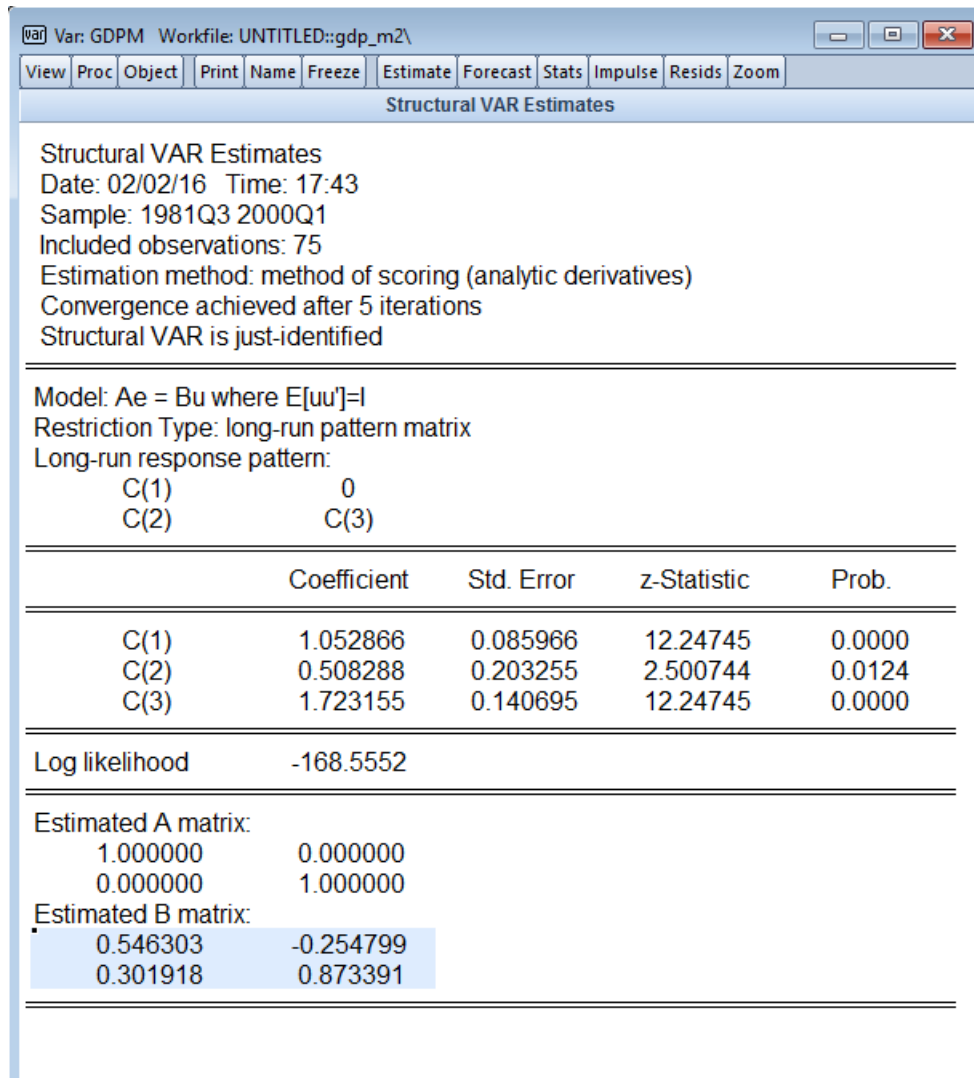 var Var: GDPM Workfile: UNTITLED::gdp_m2\
View Proc Object Print Name Freeze Estimate Forecast Stats Impulse Resids Zoom
Structural VAR Estimates
Structural VAR Estimates
Date: 02/02/16 Time: 17:43
Sample: 1981Q3 2000Q1
Included observations: 75
Estimation method: method of scoring (analytic derivatives)
Convergence achieved after 5 iterations
Structural VAR is just-identified
Model: Ae = Bu where E[uu']=I
Restriction Type: long-run pattern matrix
Long-run response pattern:
C(1) 0
C(2) C(3)
Coefficient Std. Error z-Statistic Prob.
C(1) 1.052866 0.085966 12.24745 0.0000
C(2) 0.508288 0.203255 2.500744 0.0124
C(3) 1.723155 0.140695 12.24745 0.0000
Log likelihood -168.5552
Estimated A matrix:
1.000000 0.000000
0.000000 1.000000
Estimated B matrix:
0.546303 -0.254799
0.301918 0.873391